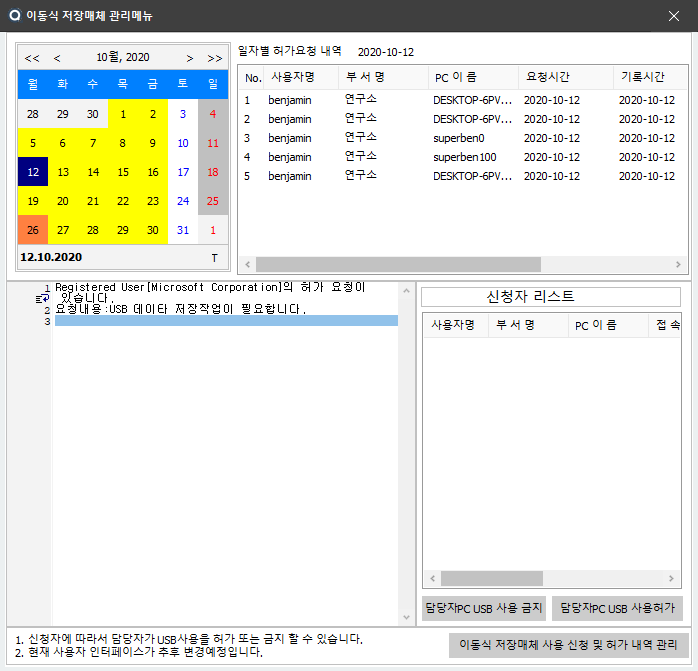 이동식 저장매체 관리메뉴
<< < 10월, 2020 > >>
월 화 수 목 금 토 일
28 29 30 1 2 3 4
5 6 7 8 9 10 11
12 13 14 15 16 17 18
19 20 21 22 23 24 25
26 27 28 29 30 31 1
12.10.2020 T
일자별 허가요청 내역 2020-10-12
No. 사용자명 부 서 명 PC 이 름 요청시간 기록시간
1 benjamin 연구소 DESKTOP-6PV... 2020-10-12 2020-10-12
2 benjamin 연구소 DESKTOP-6PV... 2020-10-12 2020-10-12
3 benjamin 연구소 superben0 2020-10-12 2020-10-12
4 benjamin 연구소 superben100 2020-10-12 2020-10-12
5 benjamin 연구소 DESKTOP-6PV... 2020-10-12 2020-10-12
1 Registered User[Microsoft Corporation]의 허가 요청이
있습니다.
2 요청내용:USB 데이타 저장작업이 필요합니다.
3
신청자 리스트
사용자명 부 서 명 PC 이 름 접 속
담당자PC USB 사용 금지 담당자PC USB 사용허가
1. 신청자에 따라서 담당자가 USB사용을 허가 또는 금지 할 수 있습니다.
2. 현재 사용자 인터페이스가 추후 변경예정입니다.
이동식 저장매체 사용 신청 및 허가 내역 관리